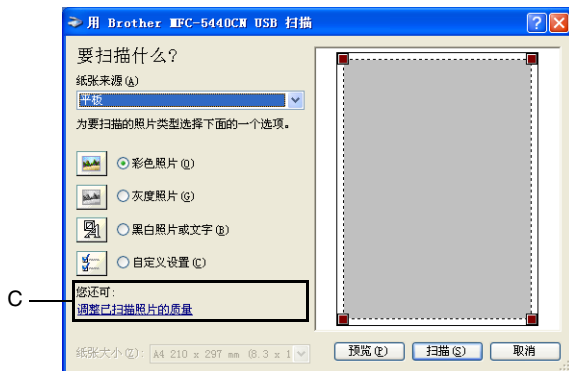 用 Brother MFC-5440CN USB 扫描
要扫描什么?
纸张来源(A)
平板
为要扫描的照片类型选择下面的一个选项。
彩色照片(O)
灰度照片(G)
黑白照片或文字(B)
自定义设置(C)
C
您还可:
调整已扫描照片的质量
纸张大小(Z): A4 210 x 297 mm (8.3 x 1
预览(P) 扫描(S) 取消